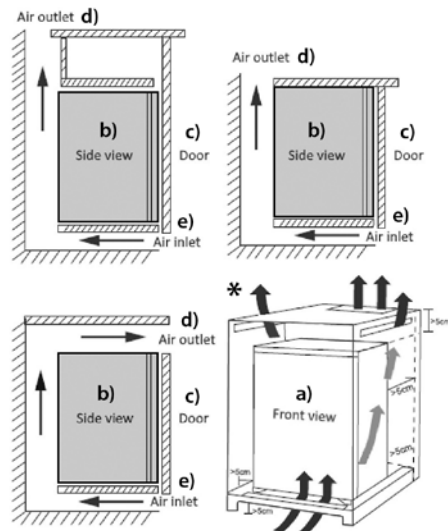 Air outlet d)
b)
Side view
c)
Door
e)
Air inlet
d)
Air outlet
b)
Side view
c)
Door
e)
Air inlet
d)
Air outlet
b)
Side view
c)
Door
e)
Air inlet
*
>5cm
a)
Front view
>5cm
>5cm
>5cm
>5cm